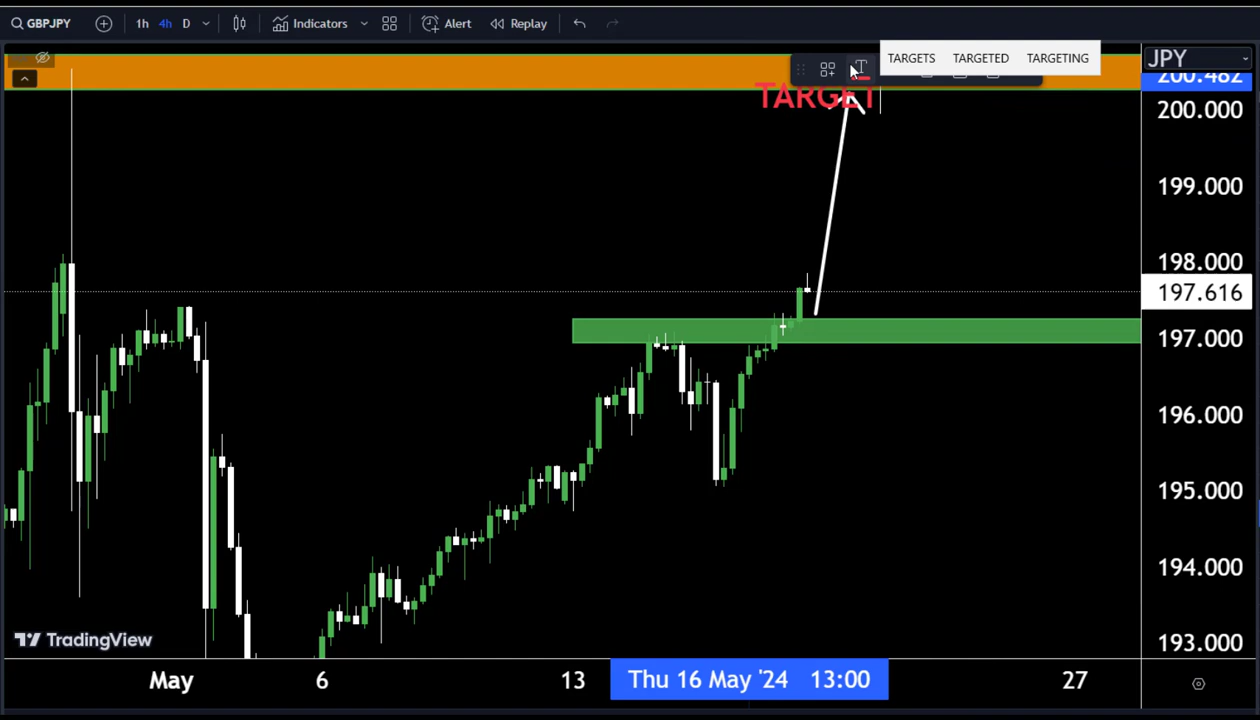 GBPJPY 1h 4h D Indicators Alert Replay
TARGETS TARGETED TARGETING
JPY
200.482
TARGET
200.000
199.000
198.000
197.616
197.000
196.000
195.000
194.000
193.000
TradingView
May 6 13 Thu 16 May '24 13:00 27